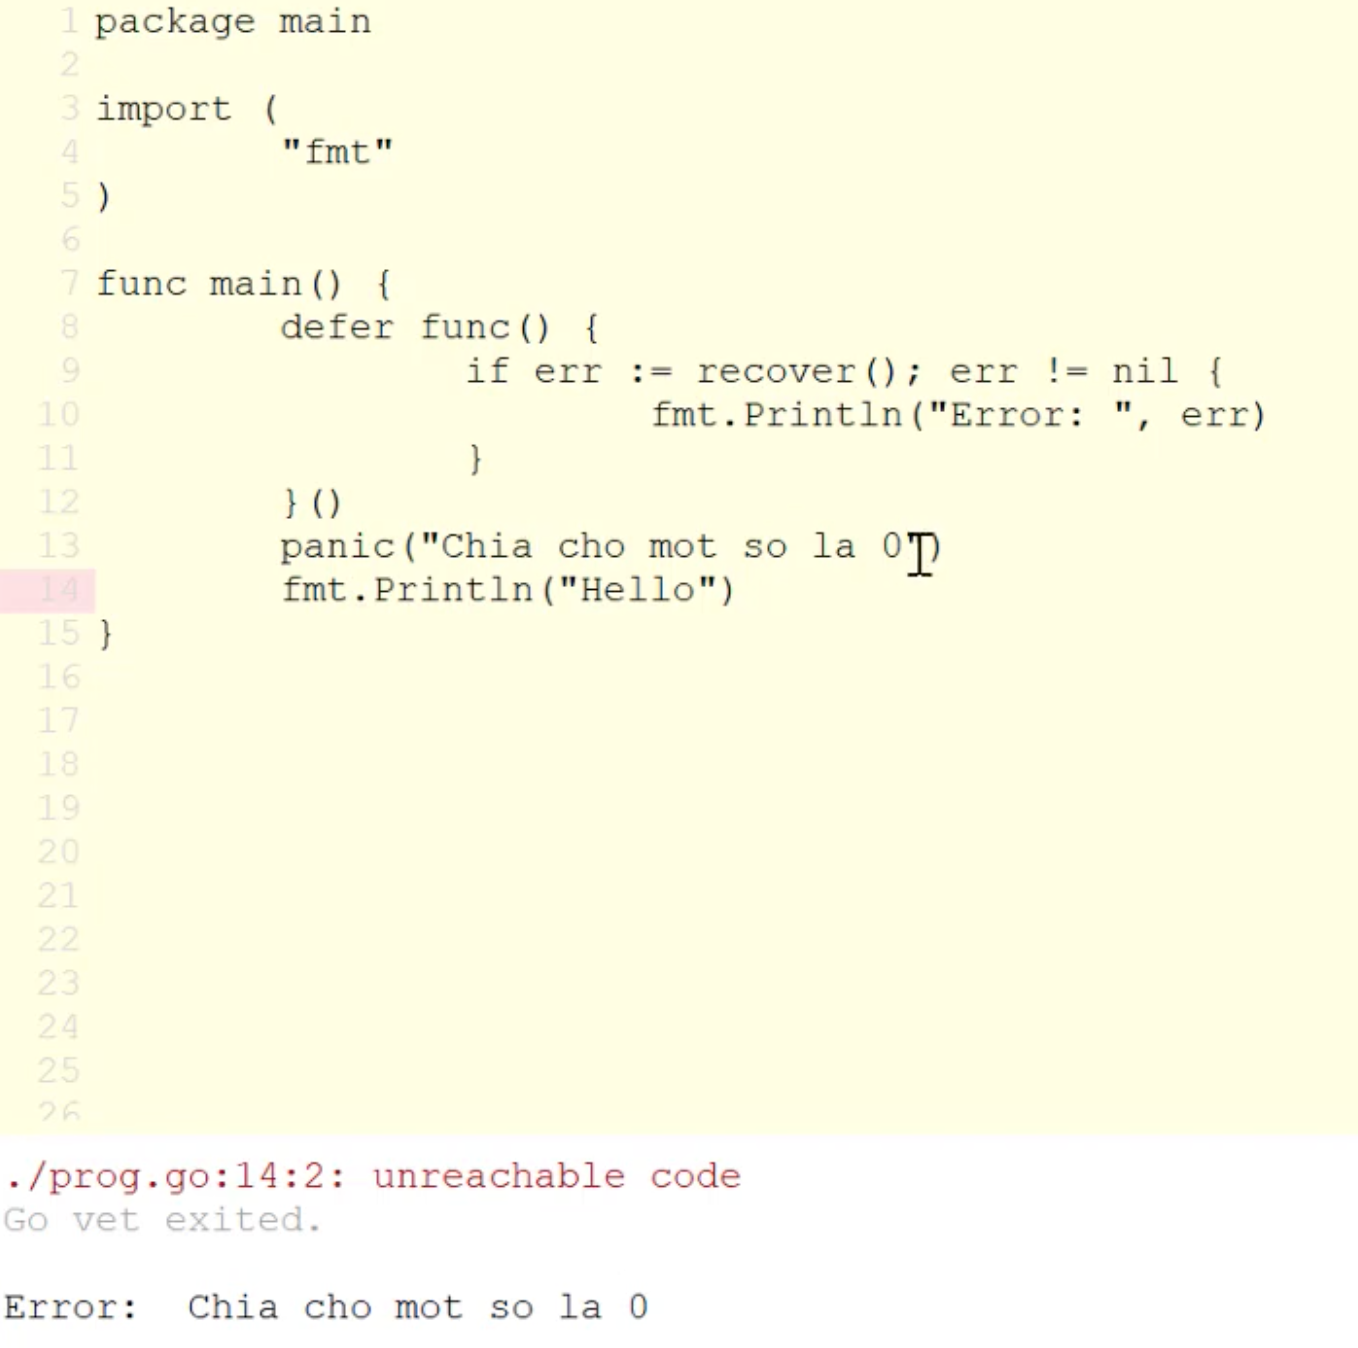 1 package main
2
3 import (
4 "fmt"
5 )
6
7 func main() {
8 defer func() {
9 if err := recover(); err != nil {
10 fmt.Println("Error: ", err)
11 }
12 }()
13 panic("Chia cho mot so la 0")
14 fmt.Println("Hello")
15 }
16
17
18
19
20
21
22
23
24
25
26
./prog.go:14:2: unreachable code
Go vet exited.
Error:  Chia cho mot so la 0